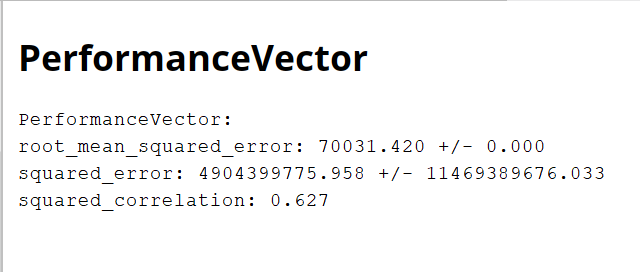 PerformanceVector
PerformanceVector:
root_mean_squared_error: 70031.420 +/- 0.000
squared_error: 4904399775.958 +/- 11469389676.033
squared_correlation: 0.627